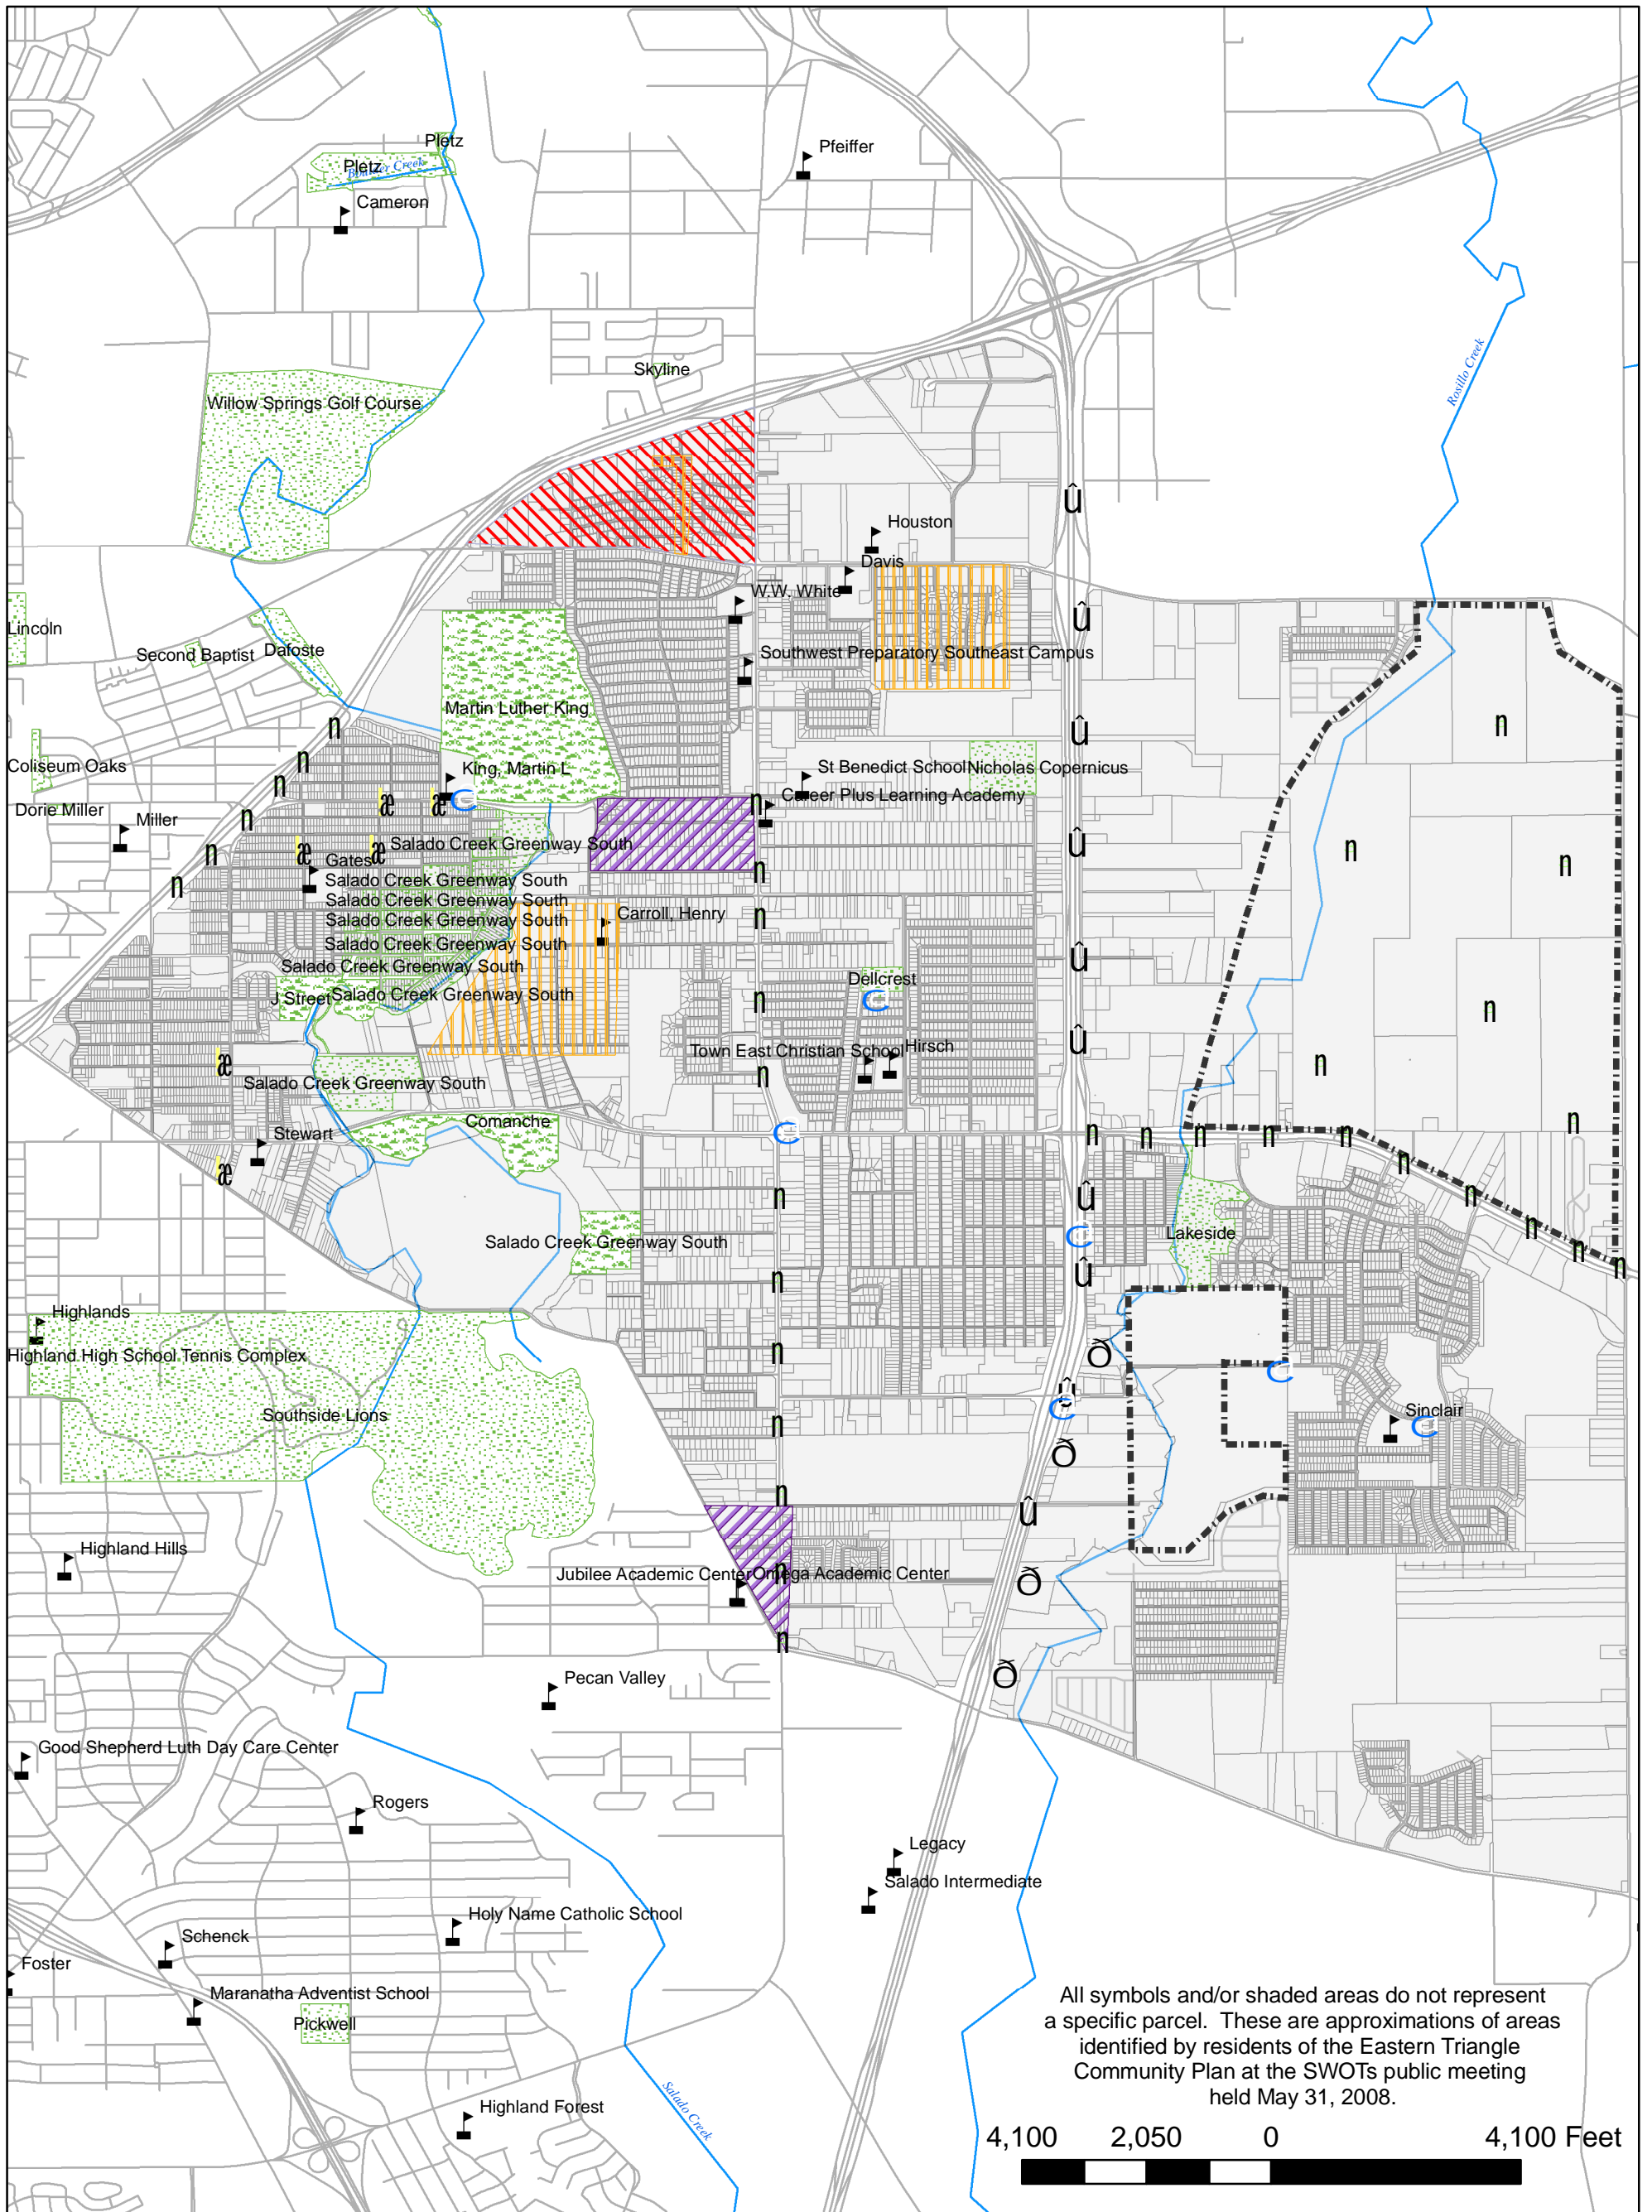 Pletz
Pletz
Boulder Creek
Cameron
Pfeiffer
Rosillo Creek
Skyline
Willow Springs Golf Course
û
Houston
Davis
W.W. White
û
Lincoln
Second Baptist
Dafoste
Southwest Preparatory Southeast Campus
Martin Luther King
n
n
û
n
Coliseum Oaks
King, Martin L
St Benedict School
Nicholas Copernicus
n
Dorie Miller
æ
æ
n
Career Plus Learning Academy
Miller
n
Salado Creek Greenway South
û
n
æ
æ
n
n
Gates
n
n
Salado Creek Greenway South
Salado Creek Greenway South
Salado Creek Greenway South
Carroll, Henry
n
Salado Creek Greenway South
û
Salado Creek Greenway South
Dellcrest
J Street
Salado Creek Greenway South
n
n
û
Town East Christian School
Hirsch
æ
n
n
Salado Creek Greenway South
Comanche
n
Stewart
n
n
n
n
n
æ
n
n
û
n
n
Salado Creek Greenway South
Lakeside
n
n
û
n
Highlands
Highland High School Tennis Complex
n
ð
û
Southside Lions
n
Sinclair
ð
n
û
Highland Hills
Jubilee Academic Center
Omega Academic Center
n
ð
n
Pecan Valley
ð
Good Shepherd Luth Day Care Center
Rogers
Legacy
Salado Intermediate
Holy Name Catholic School
Schenck
Foster
Maranatha Adventist School
Pickwell
Highland Forest
Salado Creek
All symbols and/or shaded areas do not represent
a specific parcel. These are approximations of areas
identified by residents of the Eastern Triangle
Community Plan at the SWOTs public meeting
held May 31, 2008.
4,100 2,050 0 4,100 Feet